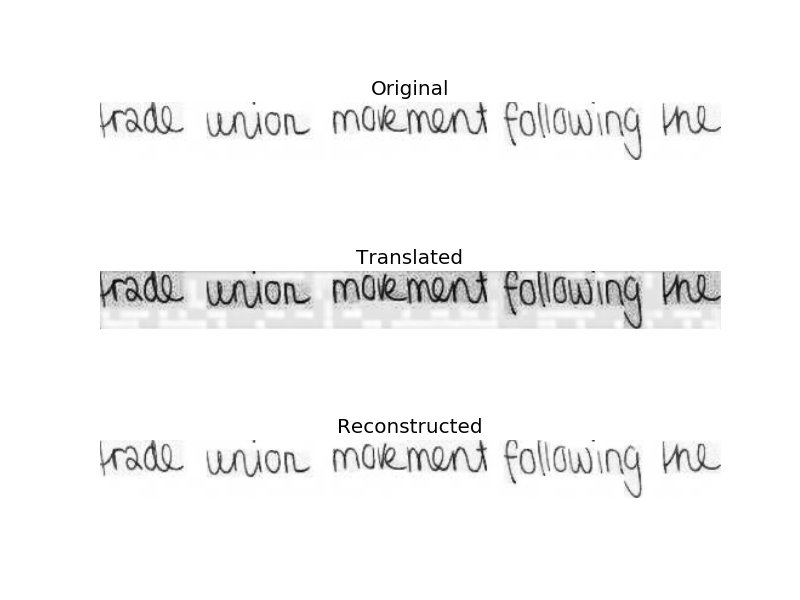 Original
trade union movement following the
Translated
trade union movement following the
Reconstructed
trade union movement following the